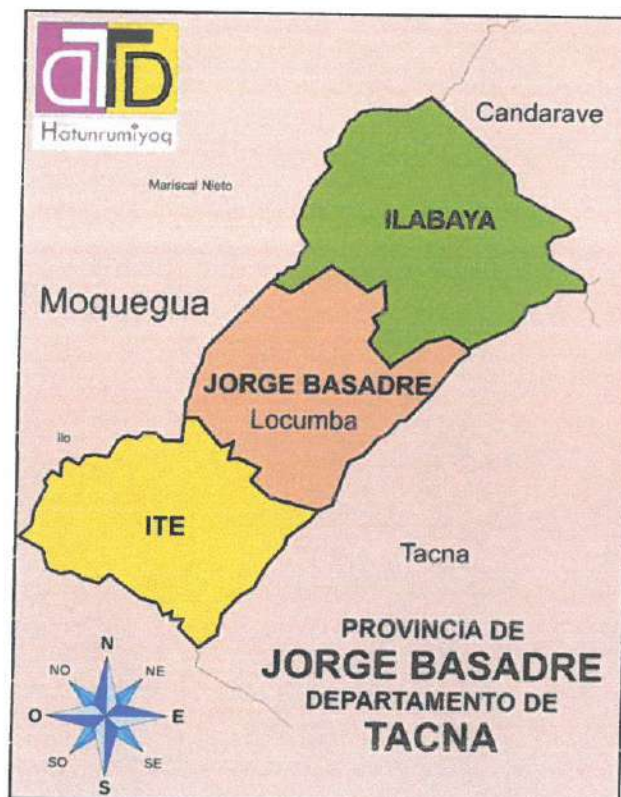 dTD
Hatunrumiyoq
Candarave
Mariscal Nieto
ILABAYA
Moquegua
JORGE BASADRE
Locumba
Ilo
ITE
Tacna
PROVINCIA DE
JORGE BASADRE
DEPARTAMENTO DE
TACNA
N
NO
NE
O
E
SO
SE
S